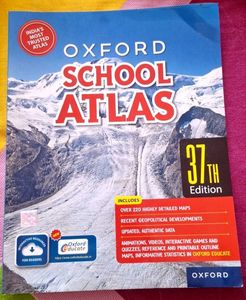 INDIA'S
MOST
TRUSTED
ATLAS
OXFORD
SCHOOL
ATLAS
37TH
Edition
INCLUDES
OVER 220 HIGHLY DETAILED MAPS
RECENT GEOPOLITICAL DEVELOPMENTS
UPDATED, AUTHENTIC DATA
ANIMATIONS, VIDEOS, INTERACTIVE GAMES AND
QUIZZES, REFERENCE AND PRINTABLE OUTLINE
MAPS, INFORMATIVE STATISTICS IN OXFORD EDUCATE
Oxford
Educate
FOR READERS
OXFORD